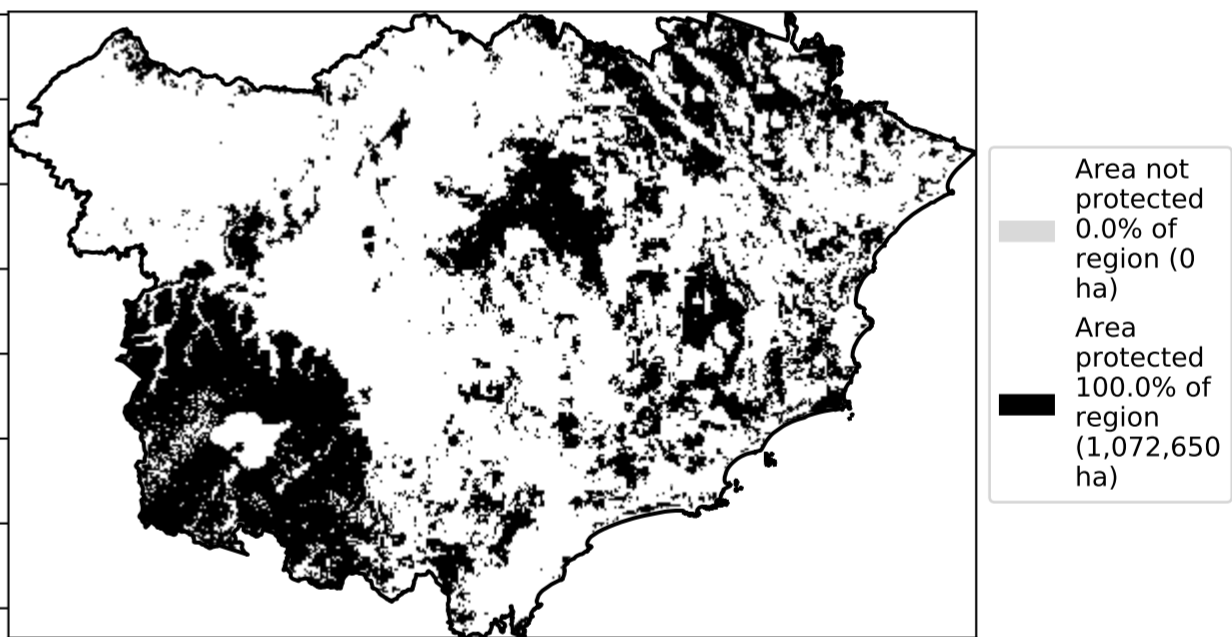 Area not
protected
0.0% of
region (0
ha)
Area
protected
100.0% of
region
(1,072,650
ha)